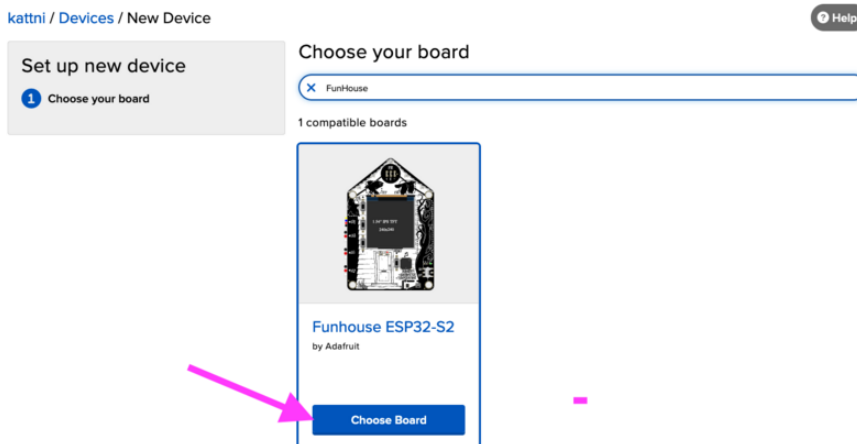 kattni / Devices / New Device
Help
Set up new device
1 Choose your board
Choose your board
FunHouse
1 compatible boards
Funhouse ESP32-S2
by Adafruit
Choose Board